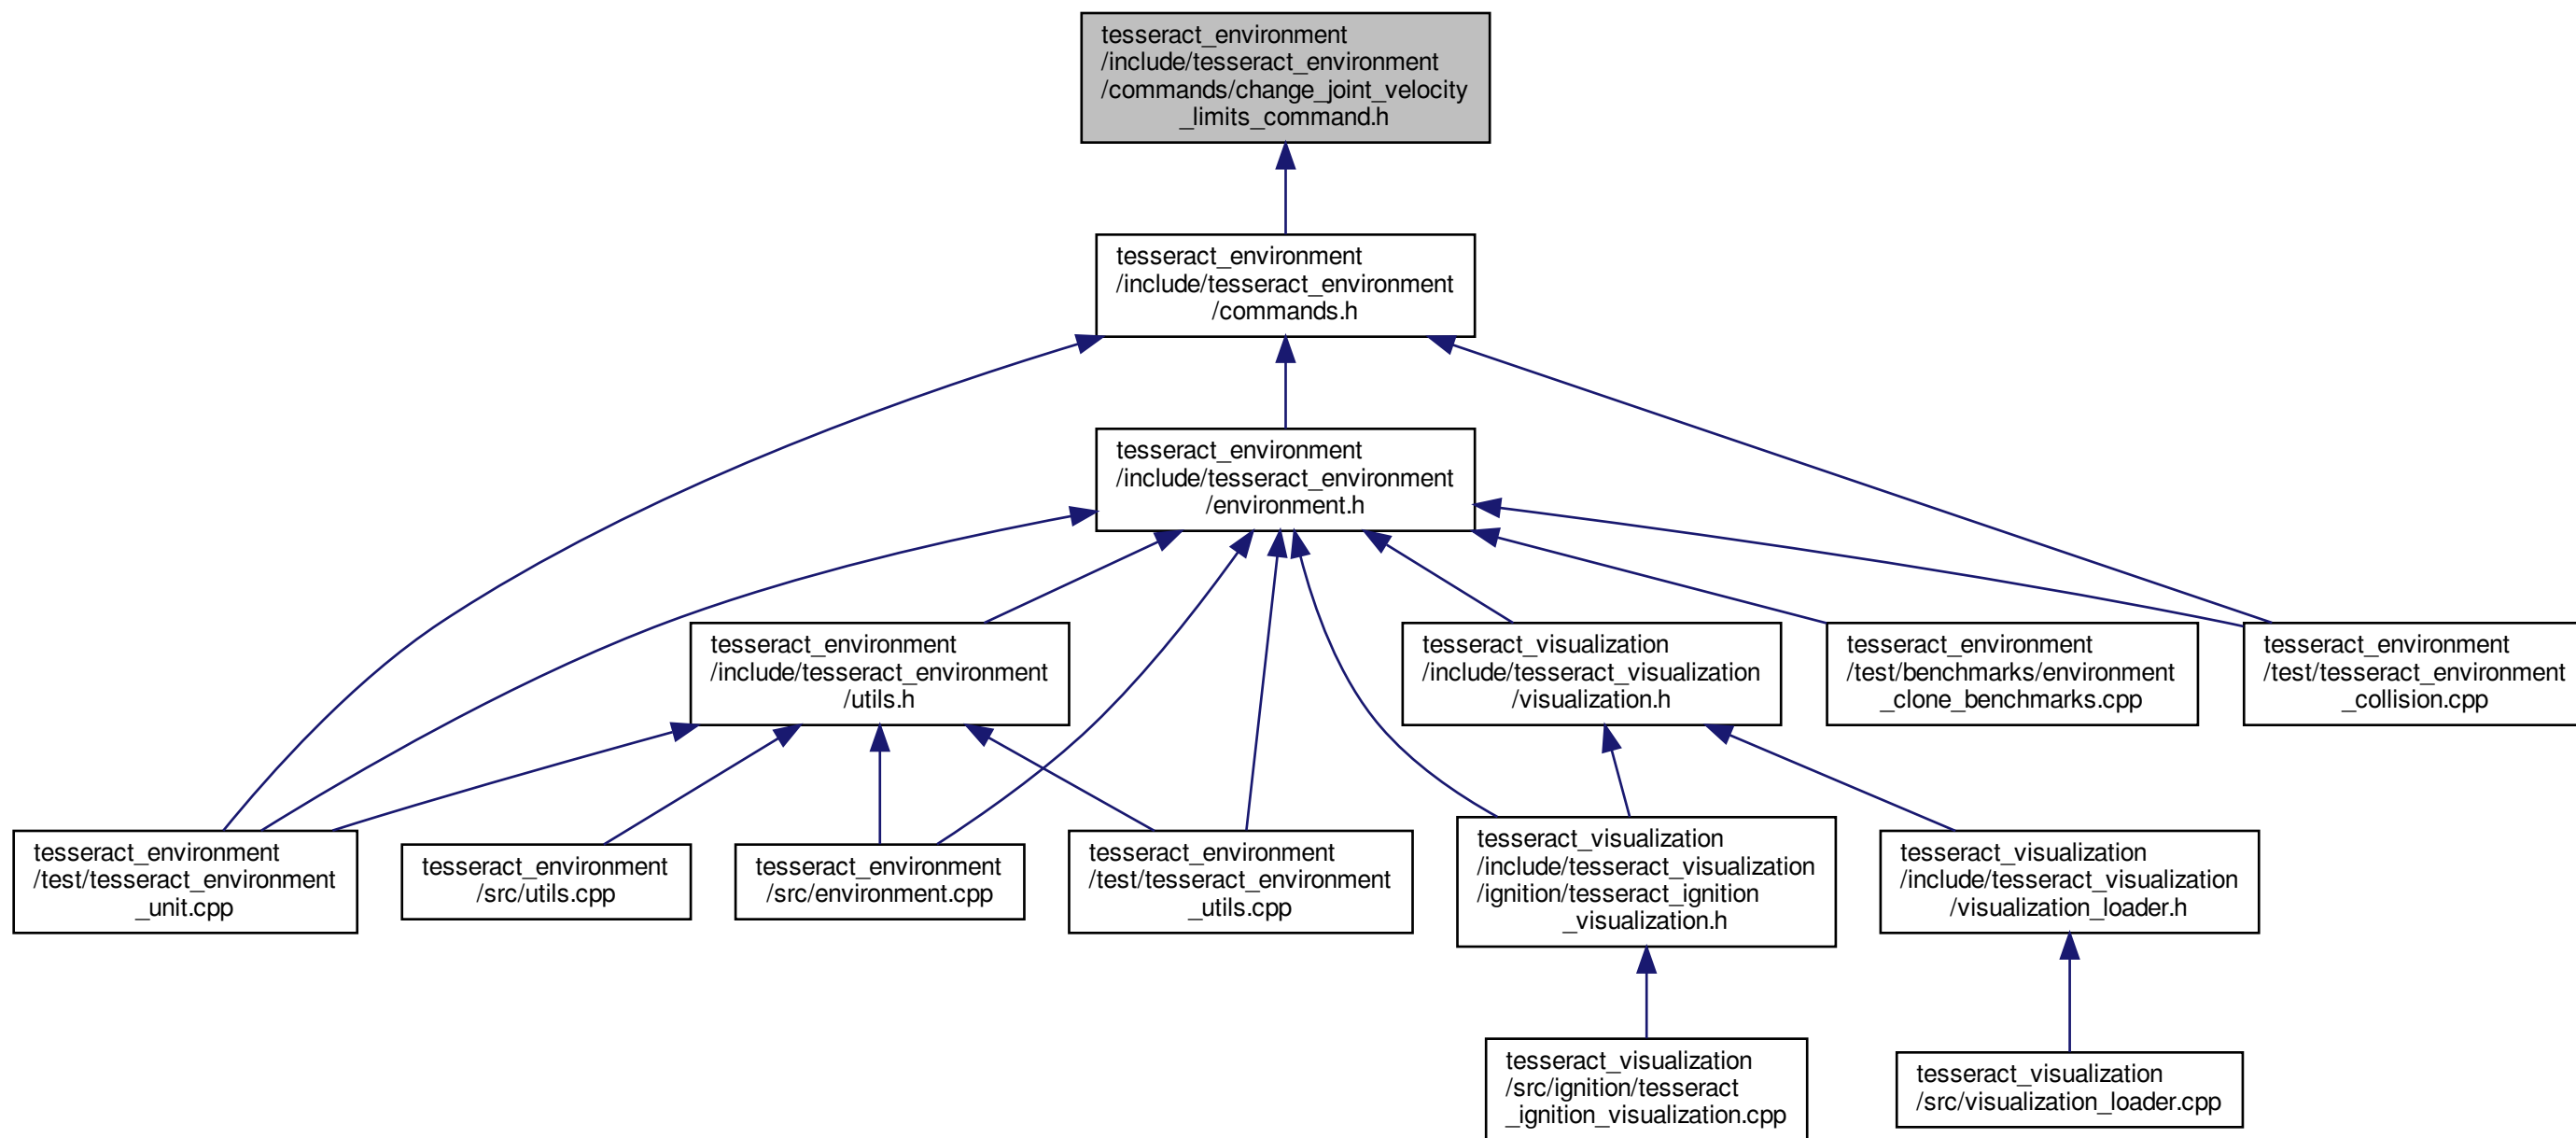 tesseract_environment
/include/tesseract_environment
/commands/change_joint_velocity
_limits_command.h
tesseract_environment
/include/tesseract_environment
/commands.h
tesseract_environment
/include/tesseract_environment
/environment.h
tesseract_environment
/include/tesseract_environment
/utils.h
tesseract_visualization
/include/tesseract_visualization
/visualization.h
tesseract_environment
/test/benchmarks/environment
_clone_benchmarks.cpp
tesseract_environment
/test/tesseract_environment
_collision.cpp
tesseract_environment
/test/tesseract_environment
_unit.cpp
tesseract_environment
/src/utils.cpp
tesseract_environment
/src/environment.cpp
tesseract_environment
/test/tesseract_environment
_utils.cpp
tesseract_visualization
/include/tesseract_visualization
/ignition/tesseract_ignition
_visualization.h
tesseract_visualization
/include/tesseract_visualization
/visualization_loader.h
tesseract_visualization
/src/ignition/tesseract
_ignition_visualization.cpp
tesseract_visualization
/src/visualization_loader.cpp